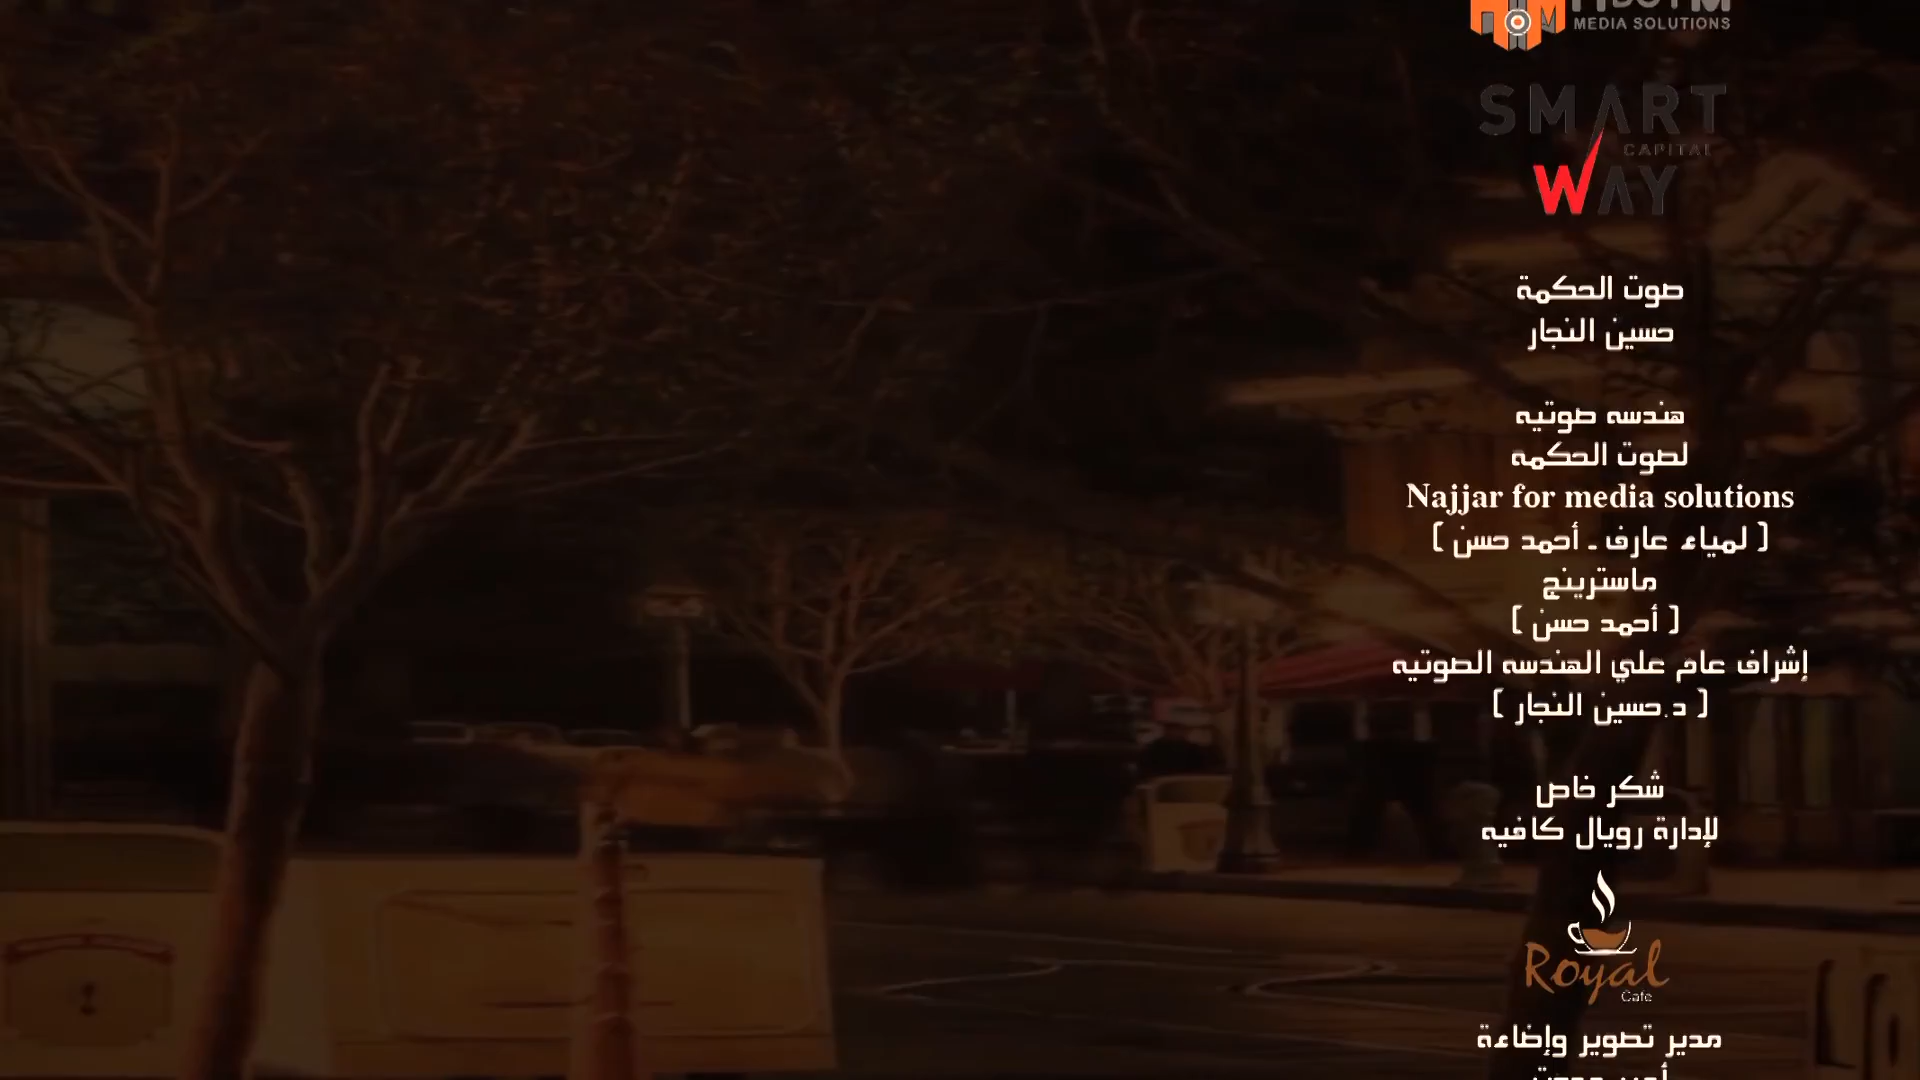 MEDIA SOLUTIONS
SMART
CAPITAL
WAY
صوت الحكمة
حسين النجار
هندسه صوتيه
لصوت الحكمه
Najjar for media solutions
[ لمياء عارف - أحمد حسن ]
ماسترينج
[ أحمد حسن ]
إشراف عام علي الهندسه الصوتيه
[ د.حسين النجار ]
شكر خاص
لإدارة رويال كافيه
Royal
Cafe
مدير تصوير وإضاءة